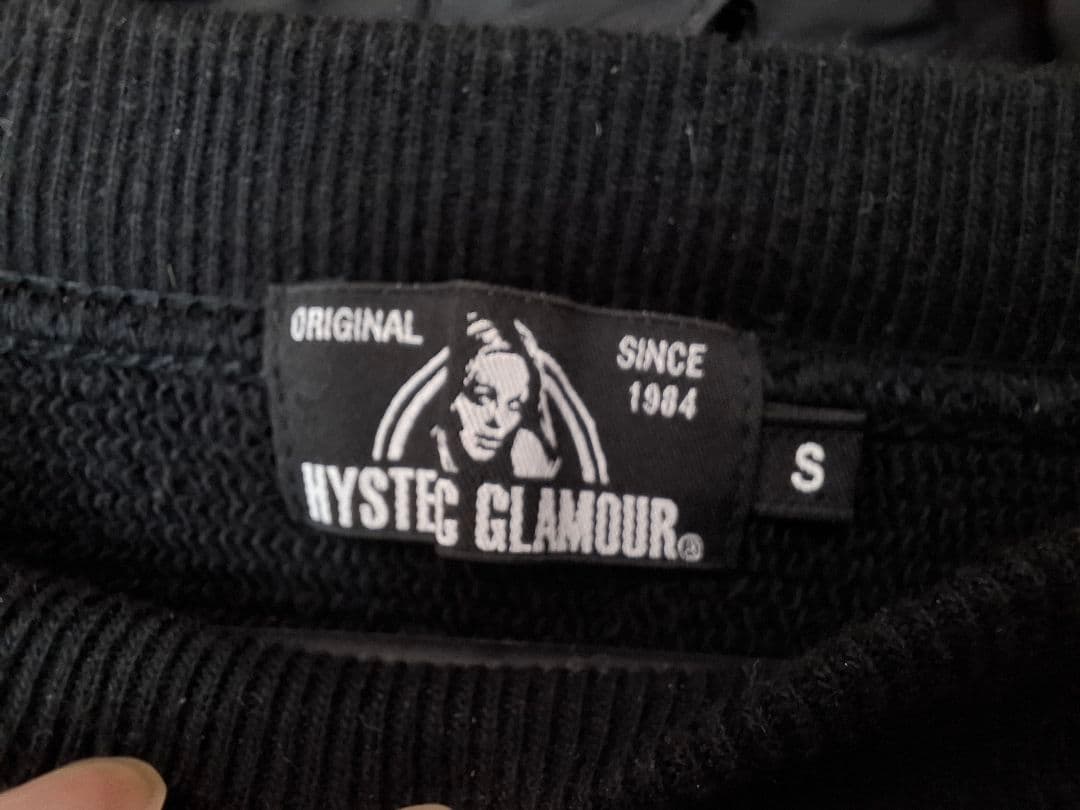 ORIGINAL
SINCE
1984
HYSTEC GLAMOUR®
S